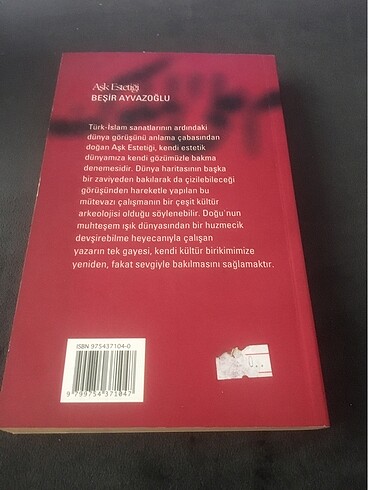 Aşk Estetiği
BEŞİR AYVAZOĞLU
Türk-İslam sanatlarının ardındaki
dünya görüşünü anlama çabasından
doğan Aşk Estetiği, kendi estetik
dünyamıza kendi gözümüzle bakma
denemesidir. Dünya haritasının başka
bir zaviyeden bakılarak da çizilebileceği
görüşünden hareketle yapılan bu
mütevazı çalışmanın bir çeşit kültür
arkeolojisi olduğu söylenebilir. Doğu'nun
muhteşem ışık dünyasından bir huzmecik
devşirebilme heyecanıyla çalışan
yazarın tek gayesi, kendi kültür birikimimize
yeniden, fakat sevgiyle bakılmasını sağlamaktır.
ISBN 975437104-0
9 799754 371047